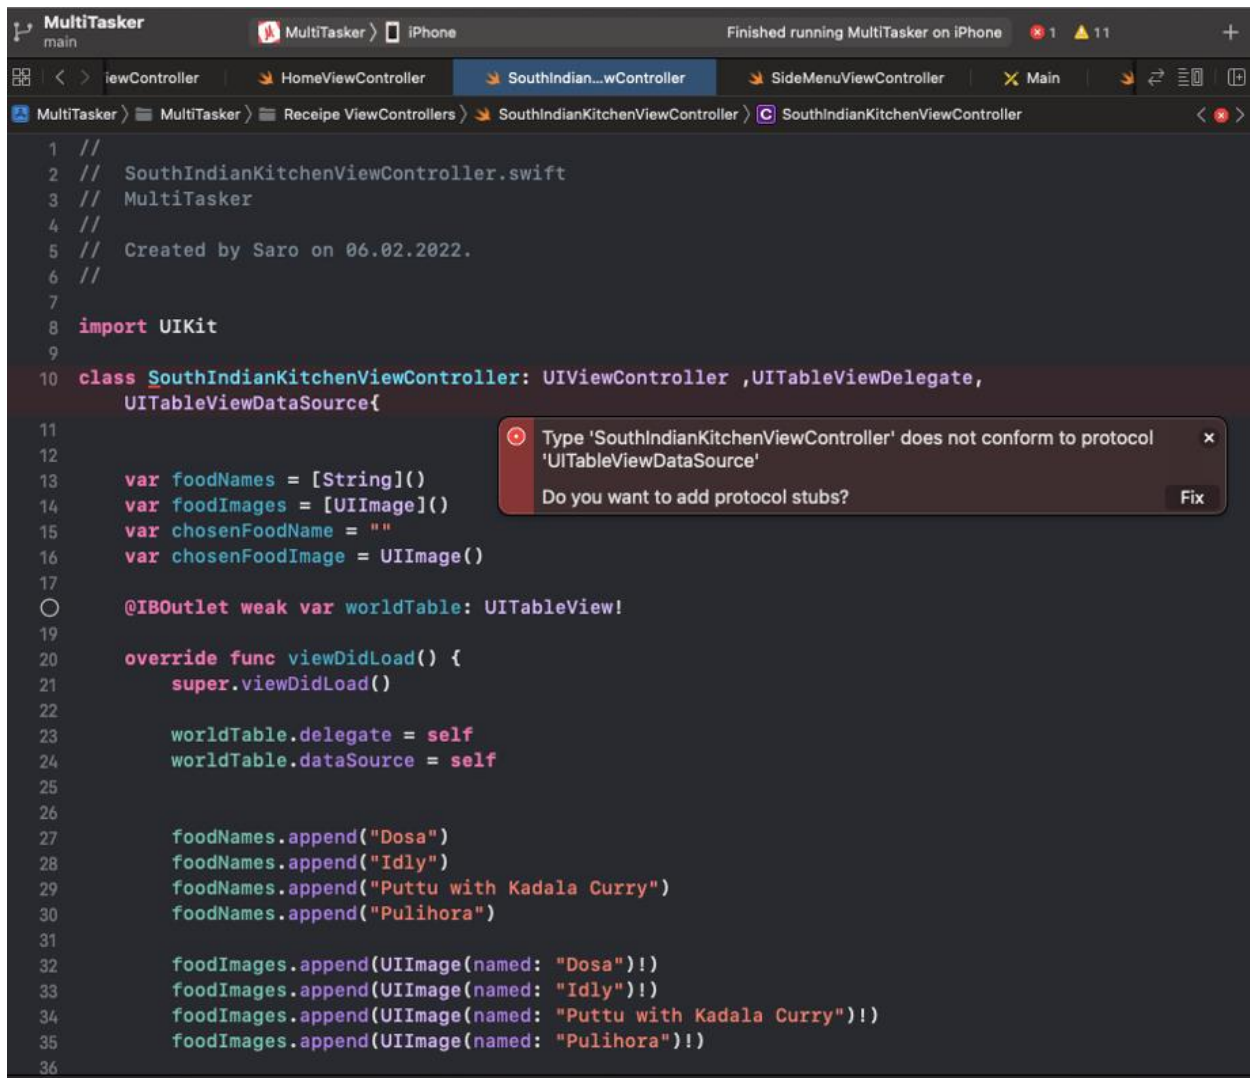 MultiTasker
main
MultiTasker 〉 iPhone
Finished running MultiTasker on iPhone
1
11
iewController
HomeViewController
SouthIndian...wController
SideMenuViewController
Main
MultiTasker 〉 MultiTasker 〉 Receipe ViewControllers 〉 SouthIndianKitchenViewController 〉 C SouthIndianKitchenViewController
1 //
2 //  SouthIndianKitchenViewController.swift
3 //  MultiTasker
4 //
5 //  Created by Saro on 06.02.2022.
6 //
7
8 import UIKit
9
10 class SouthIndianKitchenViewController: UIViewController ,UITableViewDelegate,
UITableViewDataSource{
11
Type 'SouthIndianKitchenViewController' does not conform to protocol
'UITableViewDataSource'
Do you want to add protocol stubs?
Fix
12
13     var foodNames = [String]()
14     var foodImages = [UIImage]()
15     var chosenFoodName = ""
16     var chosenFoodImage = UIImage()
17
@IBOutlet weak var worldTable: UITableView!
19
20     override func viewDidLoad() {
21         super.viewDidLoad()
22
23         worldTable.delegate = self
24         worldTable.dataSource = self
25
26
27         foodNames.append("Dosa")
28         foodNames.append("Idly")
29         foodNames.append("Puttu with Kadala Curry")
30         foodNames.append("Pulihora")
31
32         foodImages.append(UIImage(named: "Dosa")!)
33         foodImages.append(UIImage(named: "Idly")!)
34         foodImages.append(UIImage(named: "Puttu with Kadala Curry")!)
35         foodImages.append(UIImage(named: "Pulihora")!)
36